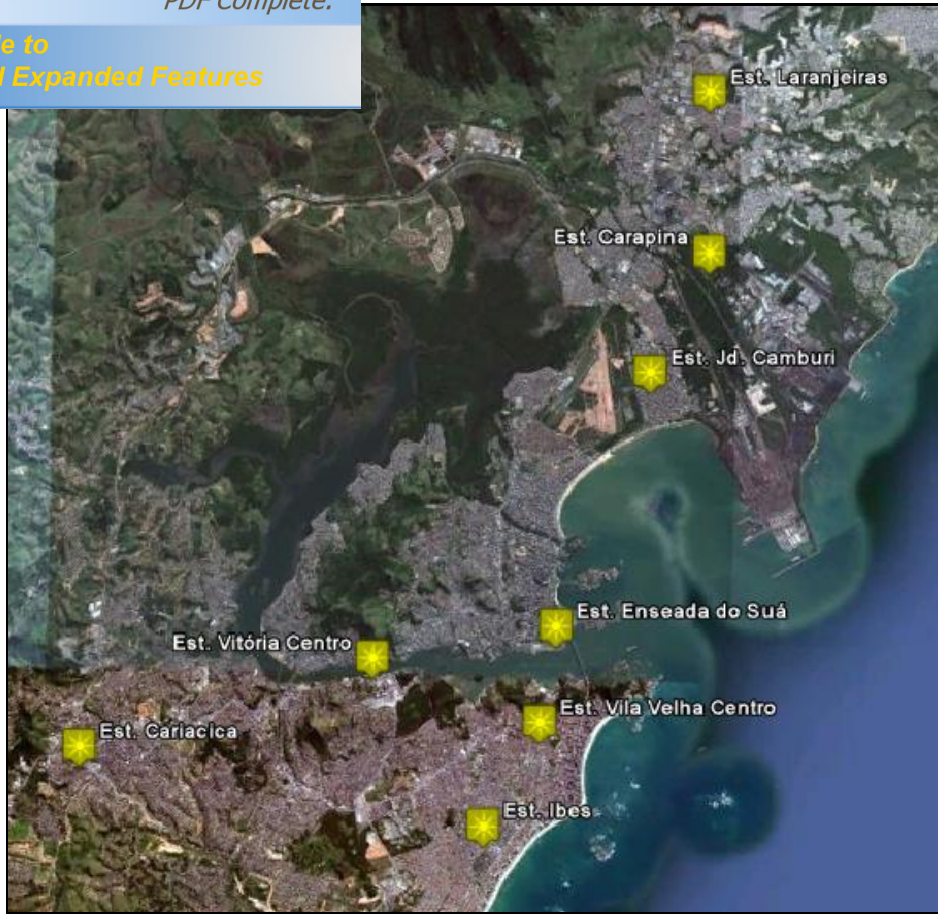 PDF Complete.
le to
d Expanded Features
Est. Laranjeiras
Est. Carapina
Est. Jd. Camburi
Est. Enseada do Suá
Est. Vitória Centro
Est. Vila Velha Centro
Est. Cariacica
Est. Ibes